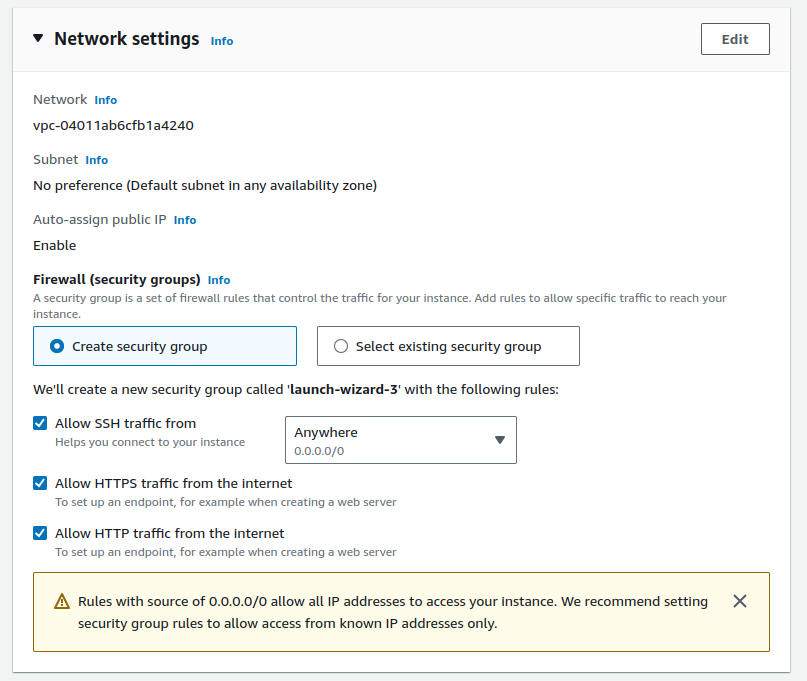 Network settings Info
Edit
Network Info
vpc-04011ab6cfb1a4240
Subnet Info
No preference (Default subnet in any availability zone)
Auto-assign public IP Info
Enable
Firewall (security groups) Info
A security group is a set of firewall rules that control the traffic for your instance. Add rules to allow specific traffic to reach your
instance.
Create security group
Select existing security group
We'll create a new security group called 'launch-wizard-3' with the following rules:
Allow SSH traffic from
Helps you connect to your instance
Anywhere
0.0.0.0/0
Allow HTTPS traffic from the internet
To set up an endpoint, for example when creating a web server
Allow HTTP traffic from the internet
To set up an endpoint, for example when creating a web server
Rules with source of 0.0.0.0/0 allow all IP addresses to access your instance. We recommend setting
security group rules to allow access from known IP addresses only.